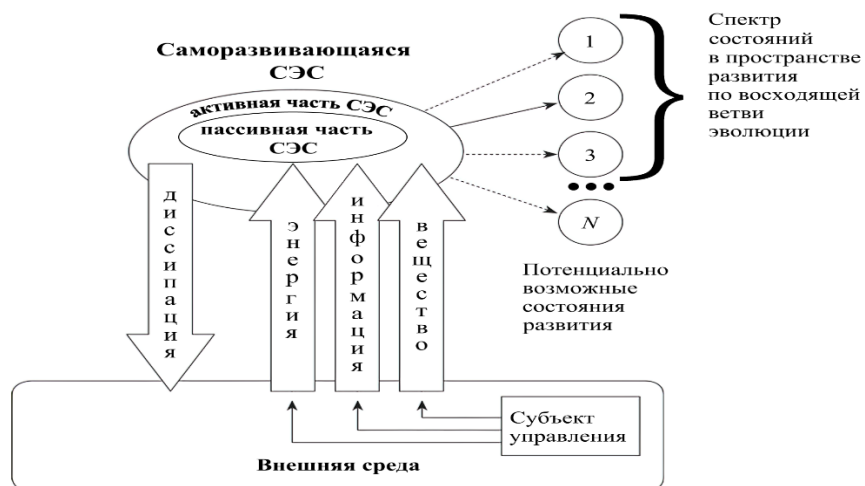 Саморазвивающаяся
СЭС
активная часть СЭС
пассивная часть
СЭС
1
2
3
N
Спектр
состояний
в пространстве
развития
по восходящей
ветви
эволюции
Потенциально
возможные
состояния
развития
диссипация
энергия
информация
вещество
Субъект
управления
Внешняя среда